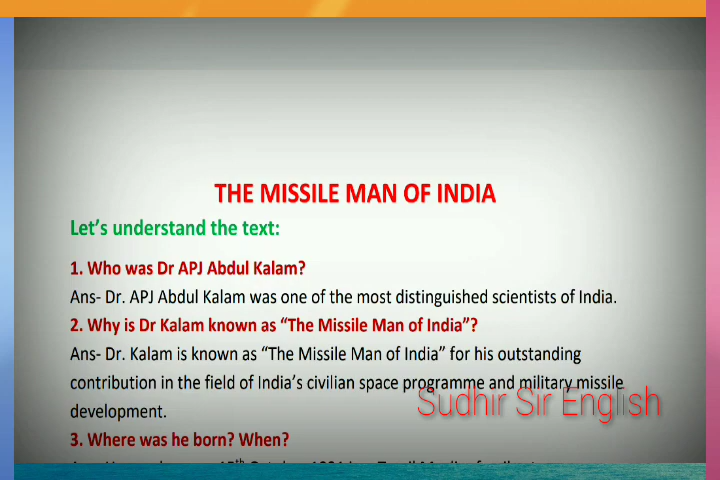 THE MISSILE MAN OF INDIA
Let's understand the text:
1. Who was Dr APJ Abdul Kalam?
Ans- Dr. APJ Abdul Kalam was one of the most distinguished scientists of India.
2. Why is Dr Kalam known as “The Missile Man of India”?
Ans- Dr. Kalam is known as “The Missile Man of India” for his outstanding
contribution in the field of India's civilian space programme and military missile
development.
Sudhir Sir English
3. Where was he born? When?